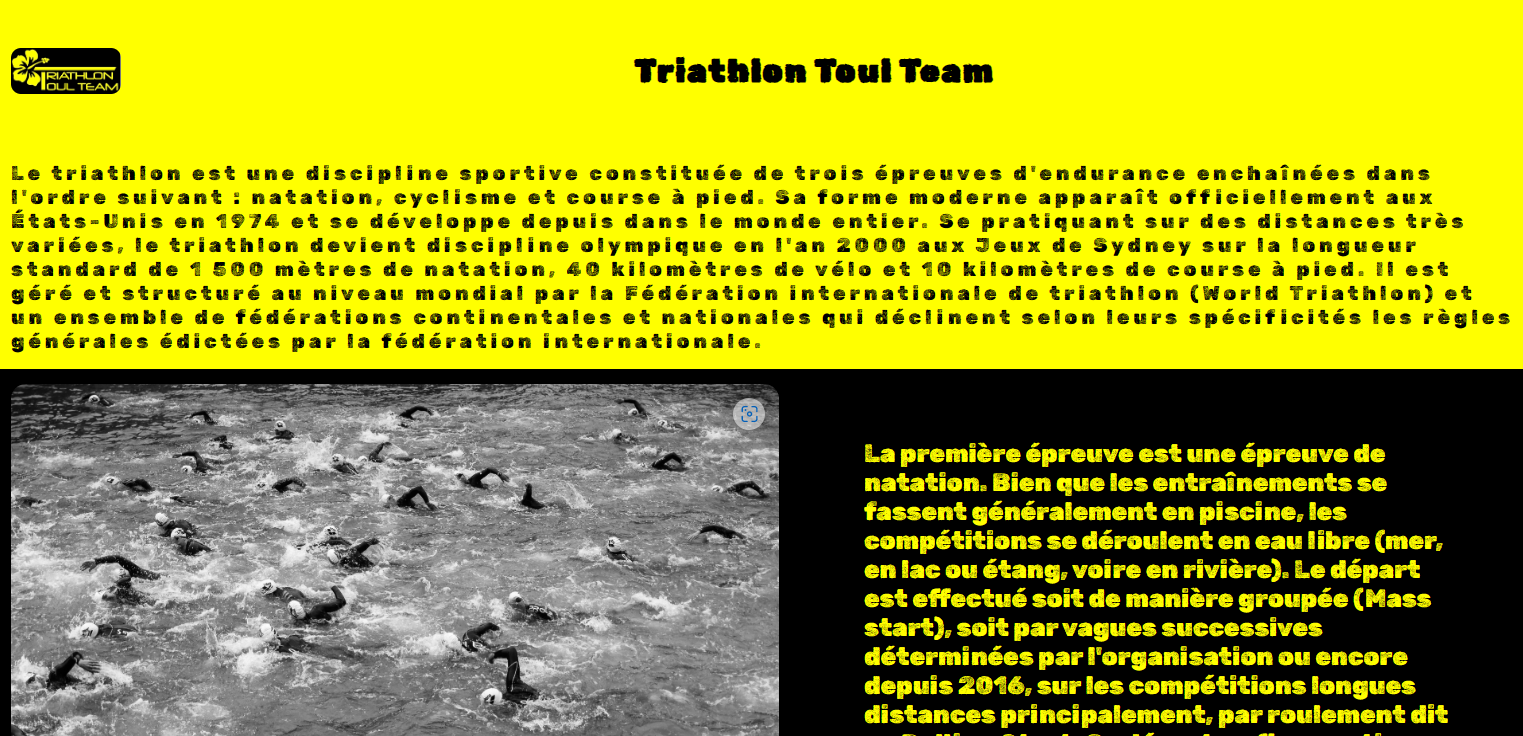 TRIATHLON
TOUL TEAM
Triathlon Toul Team
Le triathlon est une discipline sportive constituée de trois épreuves d'endurance enchaînées dans
l'ordre suivant : natation, cyclisme et course à pied. Sa forme moderne apparaît officiellement aux
États-Unis en 1974 et se développe depuis dans le monde entier. Se pratiquant sur des distances très
variées, le triathlon devient discipline olympique en l'an 2000 aux Jeux de Sydney sur la longueur
standard de 1 500 mètres de natation, 40 kilomètres de vélo et 10 kilomètres de course à pied. Il est
géré et structuré au niveau mondial par la Fédération internationale de triathlon (World Triathlon) et
un ensemble de fédérations continentales et nationales qui déclinent selon leurs spécificités les règles
générales édictées par la fédération internationale.
La première épreuve est une épreuve de
natation. Bien que les entraînements se
fassent généralement en piscine, les
compétitions se déroulent en eau libre (mer,
en lac ou étang, voire en rivière). Le départ
est effectué soit de manière groupée (Mass
start), soit par vagues successives
déterminées par l'organisation ou encore
depuis 2016, sur les compétitions longues
distances principalement, par roulement dit